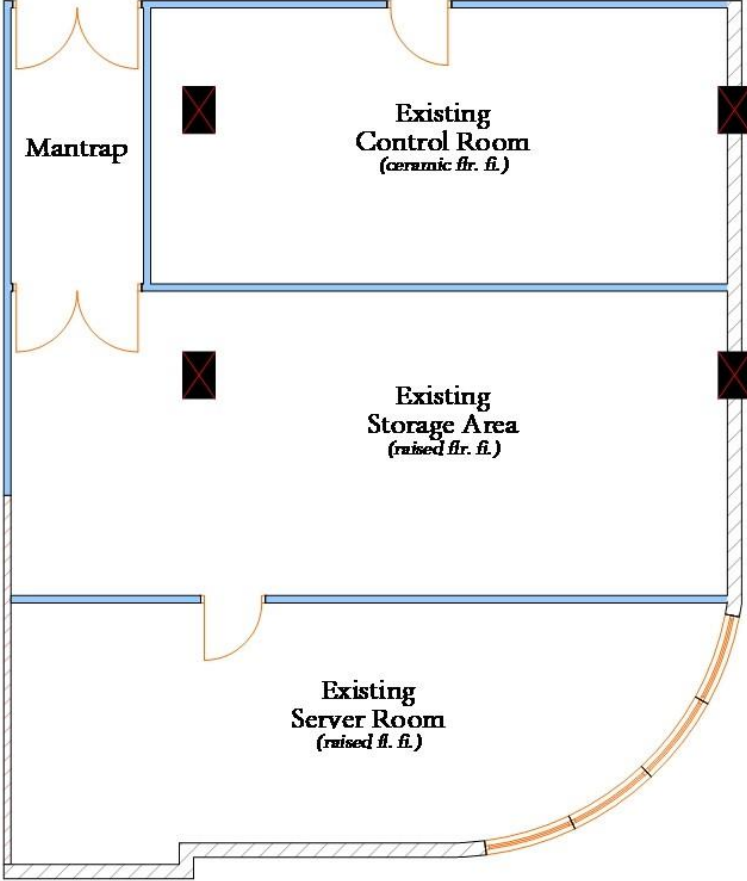 Mantrap
Existing
Control Room
(ceramic flr. fi.)
Existing
Storage Area
(raised flr. fi.)
Existing
Server Room
(raised fl. fi.)